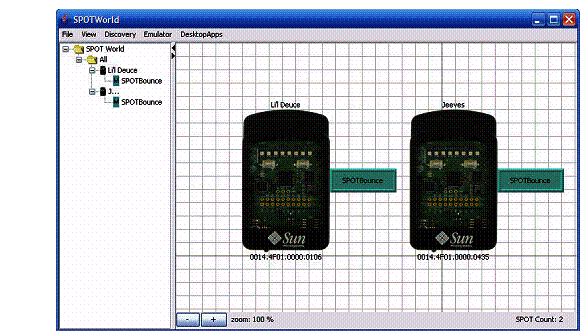 SPOTWorld
File View Discovery Emulator DesktopApps
SPOT World
All
Li'l Deuce
SPOTBounce
J...
SPOTBounce
Li'l Deuce Jeeves
SPOTBounce SPOTBounce
Sun Sun
0014.4F01.0000.0106 0014.4F01.0000.0435
- + zoom: 100 % SPOT Count: 2